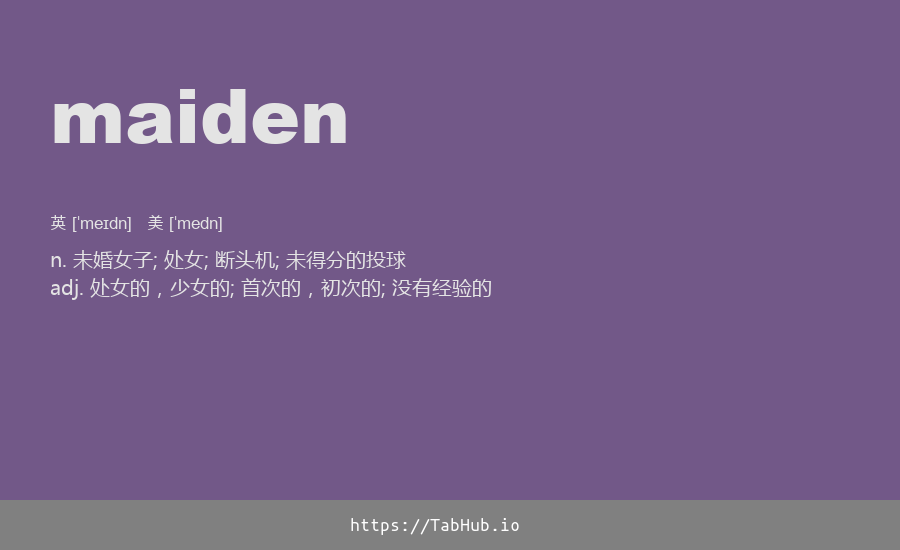 maiden
英 [ˈmeɪdn] 美 [ˈmedn]
n. 未婚女子; 处女; 断头机; 未得分的投球
adj. 处女的，少女的; 首次的，初次的; 没有经验的
https://TabHub.io